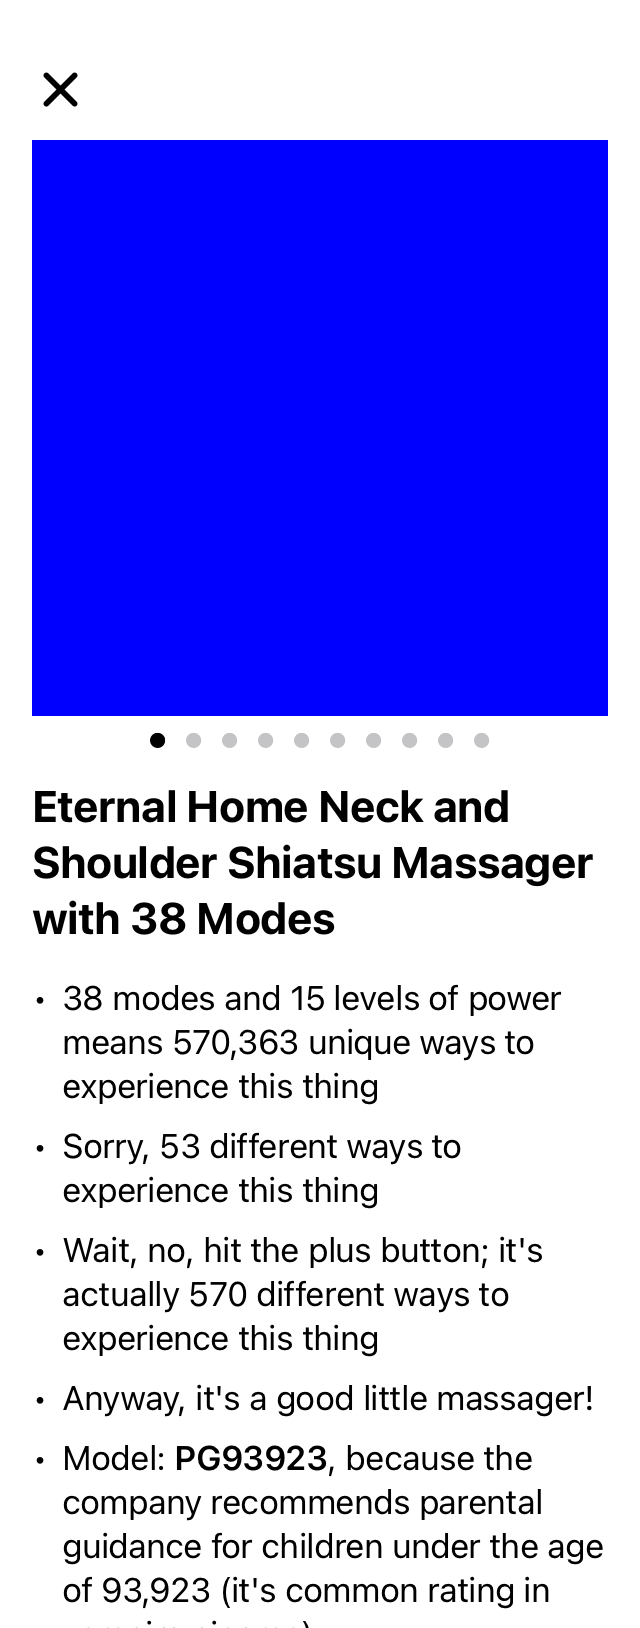 Eternal Home Neck and
Shoulder Shiatsu Massager
with 38 Modes
• 38 modes and 15 levels of power
means 570,363 unique ways to
experience this thing
• Sorry, 53 different ways to
experience this thing
• Wait, no, hit the plus button; it's
actually 570 different ways to
experience this thing
• Anyway, it's a good little massager!
• Model: PG93923, because the
company recommends parental
guidance for children under the age
of 93,923 (it's common rating in